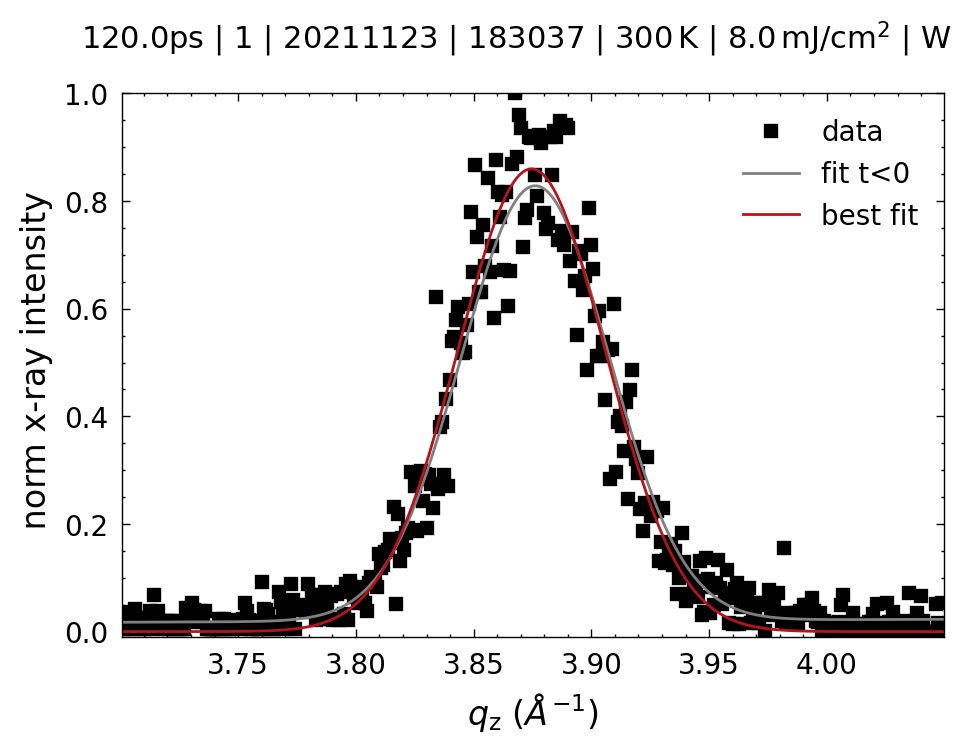 120.0ps | 1 | 20211123 | 183037 | 300 K | 8.0 mJ/cm² | W
1.0
data
fit t<0
best fit
0.8
0.6
0.4
0.2
0.0
norm x-ray intensity
3.75 3.80 3.85 3.90 3.95 4.00
q_z (Å⁻¹)